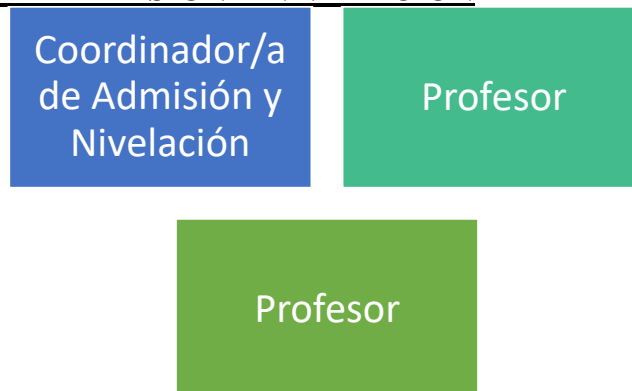 Coordinador/a
de Admisión y
Nivelación
Profesor
Profesor